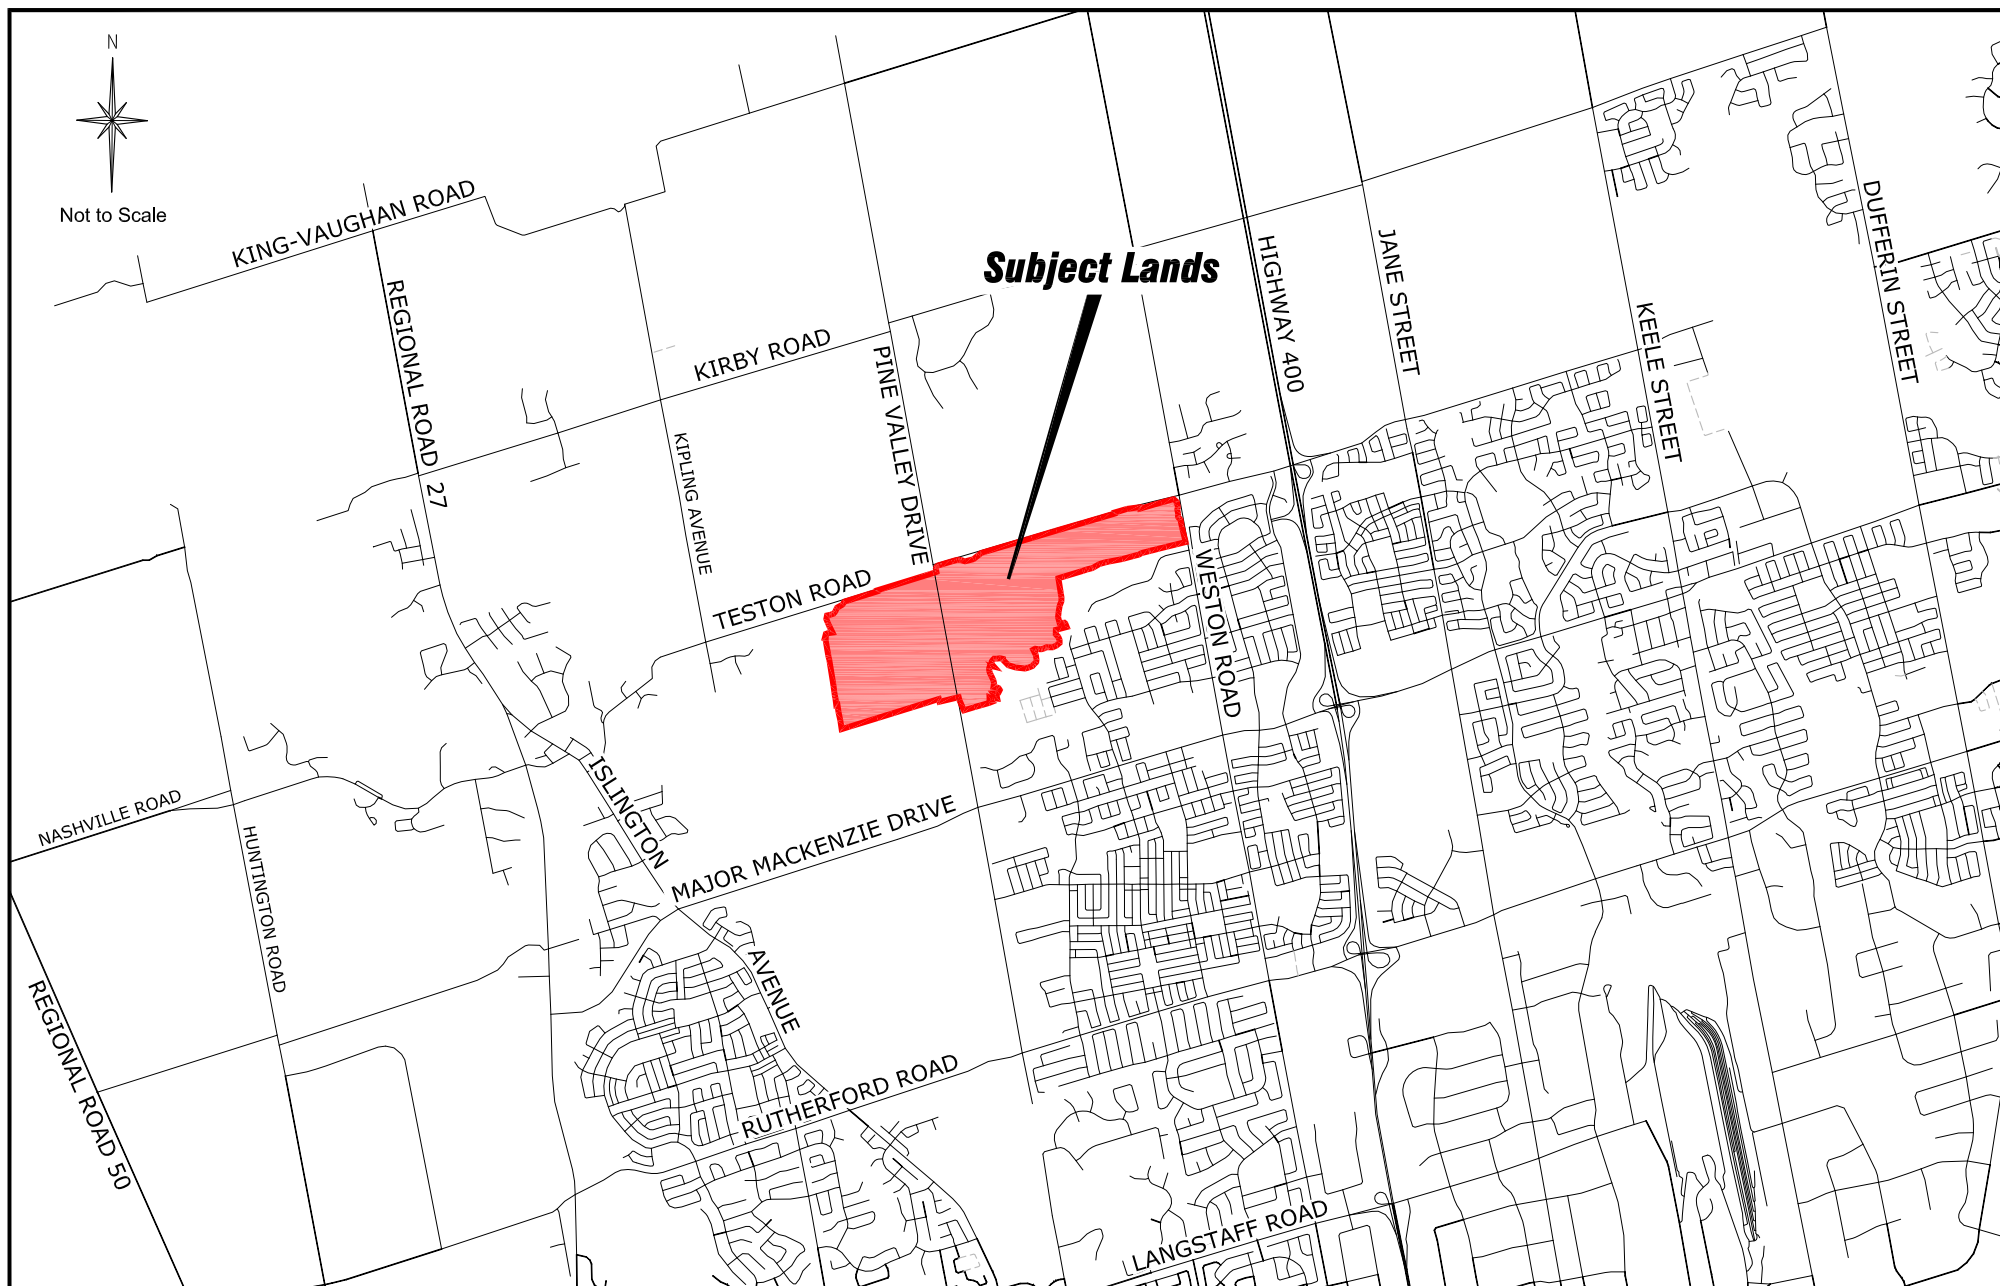 N
Not to Scale
KING-VAUGHAN ROAD
REGIONAL ROAD 27
Subject Lands
HIGHWAY 400
JANE STREET
DUFFERIN STREET
KEELE STREET
KIRBY ROAD
PINE VALLEY DRIVE
KIPLING AVENUE
TESTON ROAD
WESTON ROAD
ISLINGTON
AVENUE
NASHVILLE ROAD
HUNTINGTON ROAD
MAJOR MACKENZIE DRIVE
REGIONAL ROAD 50
RUTHERFORD ROAD
LANGSTAFF ROAD